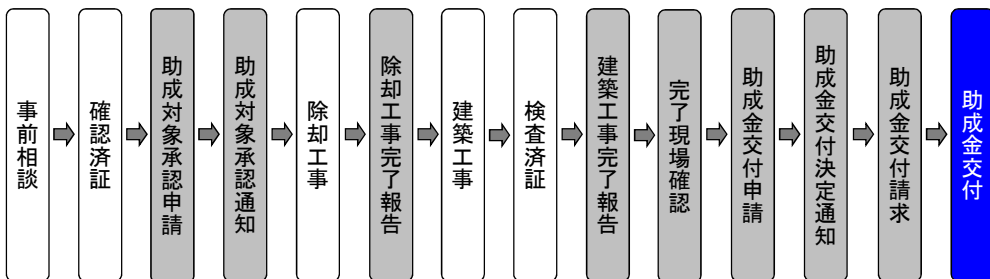 事前相談
確認済証
助成対象承認申請
助成対象承認通知
除却工事
除却工事完了報告
建築工事
検査済証
建築工事完了報告
完了現場確認
助成金交付申請
助成金交付決定通知
助成金交付請求
助成金交付